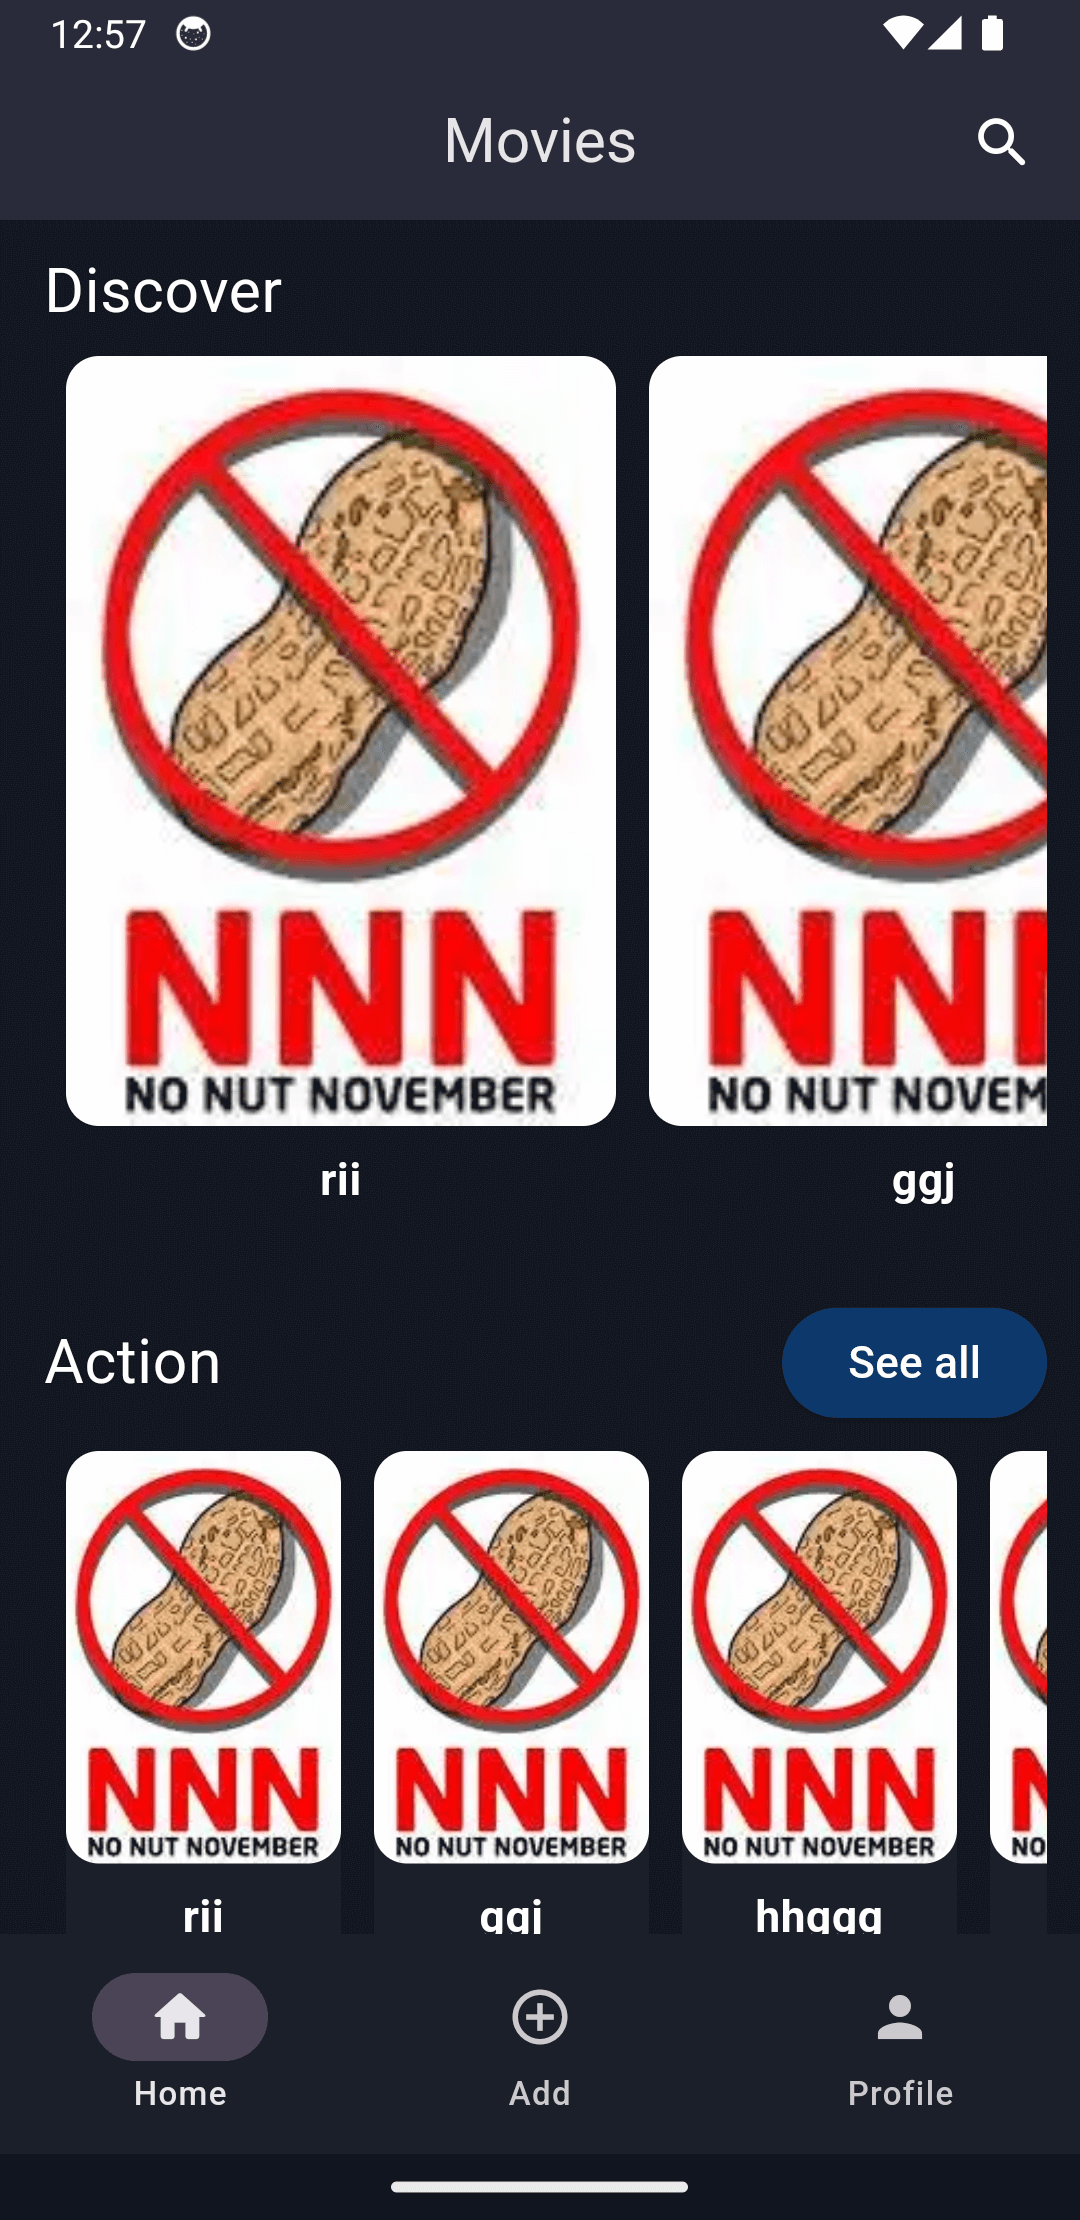 12:57
Movies
Discover
NNN
NO NUT NOVEMBER
NNN
NO NUT NOVEM
rii
ggj
Action
See all
NNN
NO NUT NOVEMBER
NNN
NO NUT NOVEMBER
NNN
NO NUT NOVEMBER
N
NO
rii
ggj
hhggg
Home
Add
Profile